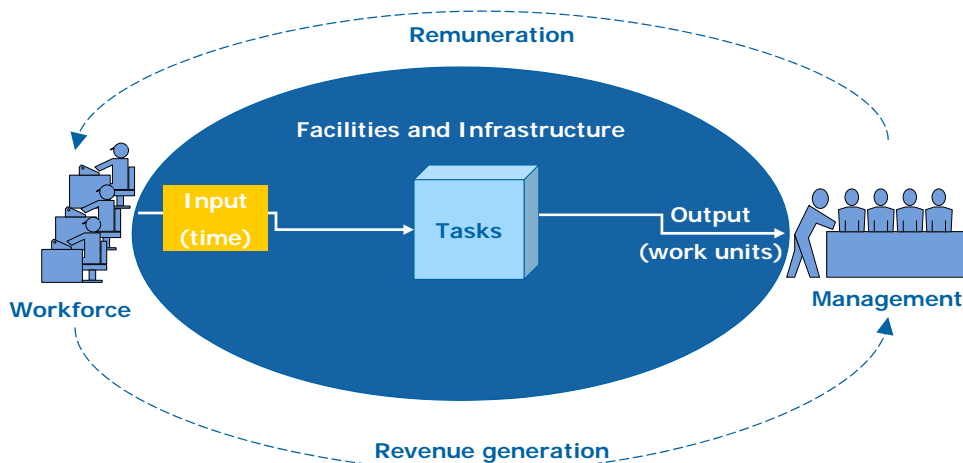 Remuneration
Facilities and Infrastructure
Input
(time)
Tasks
Output
(work units)
Workforce
Management
Revenue generation